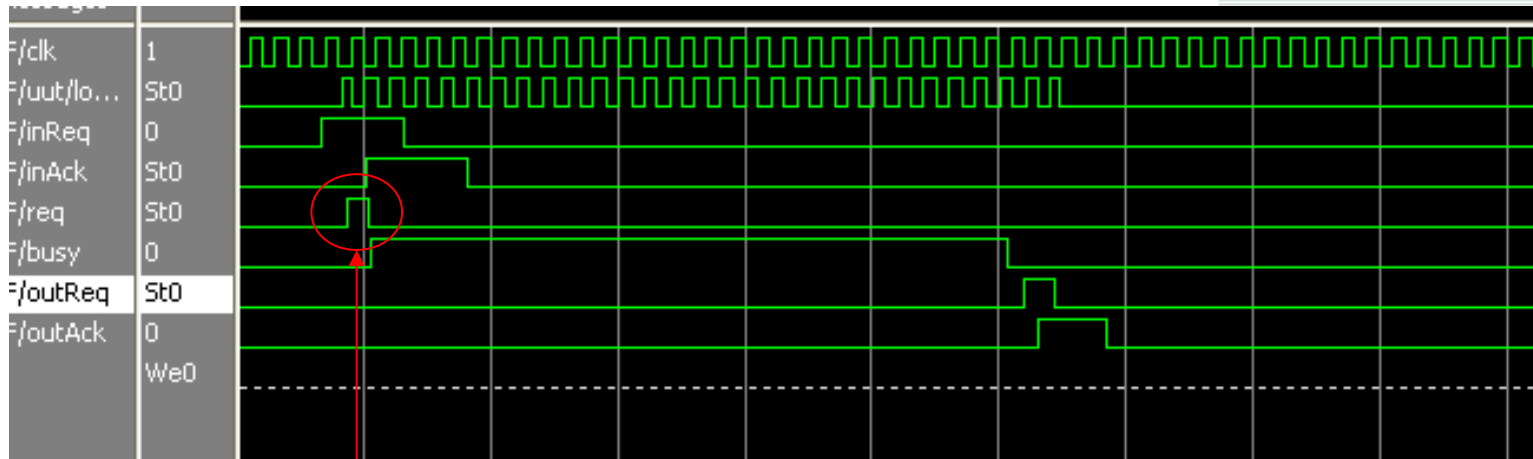 F/clk 1
F/uut/lo... St0
F/inReq 0
F/inAck St0
F/req St0
F/busy 0
F/outReq St0
F/outAck 0
We0